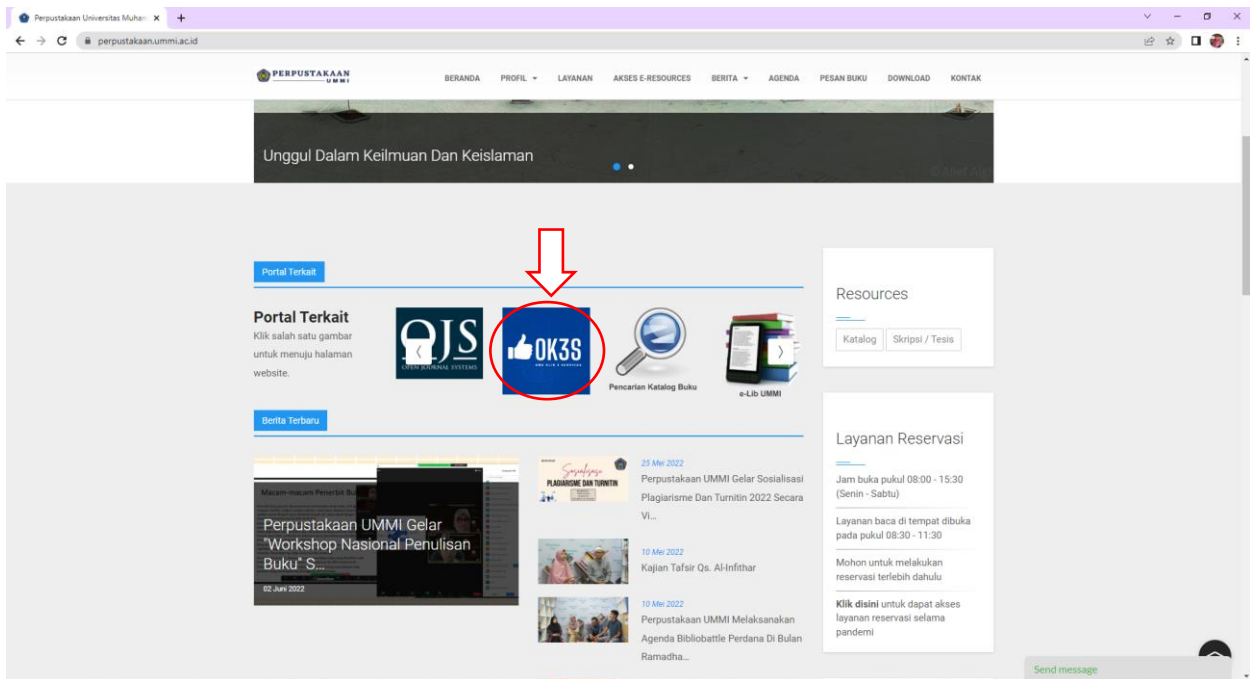 Perpustakaan Universitas Muham
perpustakaan.ummi.ac.id
PERPUSTAKAAN
UMMI
BERANDA PROFIL LAYANAN AKSES E-RESOURCES BERITA AGENDA PESAN BUKU DOWNLOAD KONTAK
Unggul Dalam Keilmuan Dan Keislaman
Portal Terkait
Portal Terkait
Klik salah satu gambar
untuk menuju halaman
website.
OJS
OPEN JOURNAL SYSTEMS
OK3S
Pencarian Katalog Buku
e-Lib UMMI
Berita Terbaru
Macam-macam Penerbit Bu
Perpustakaan UMMI Gelar
"Workshop Nasional Penulisan
Buku" S...
02 Juni 2022
Sosialisasi
PLAGIARISME DAN TURNITIN
25 Mei 2022
Perpustakaan UMMI Gelar Sosialisasi
Plagiarisme Dan Turnitin 2022 Secara
Vi...
10 Mei 2022
Kajian Tafsir Qs. Al-Infithar
10 Mei 2022
Perpustakaan UMMI Melaksanakan
Agenda Bibliobattle Perdana Di Bulan
Ramadha...
Resources
Katalog Skripsi / Tesis
Layanan Reservasi
Jam buka pukul 08:00 - 15:30
(Senin - Sabtu)
Layanan baca di tempat dibuka
pada pukul 08:30 - 11:30
Mohon untuk melakukan
reservasi terlebih dahulu
Klik disini untuk dapat akses
layanan reservasi selama
pandemi
Send message